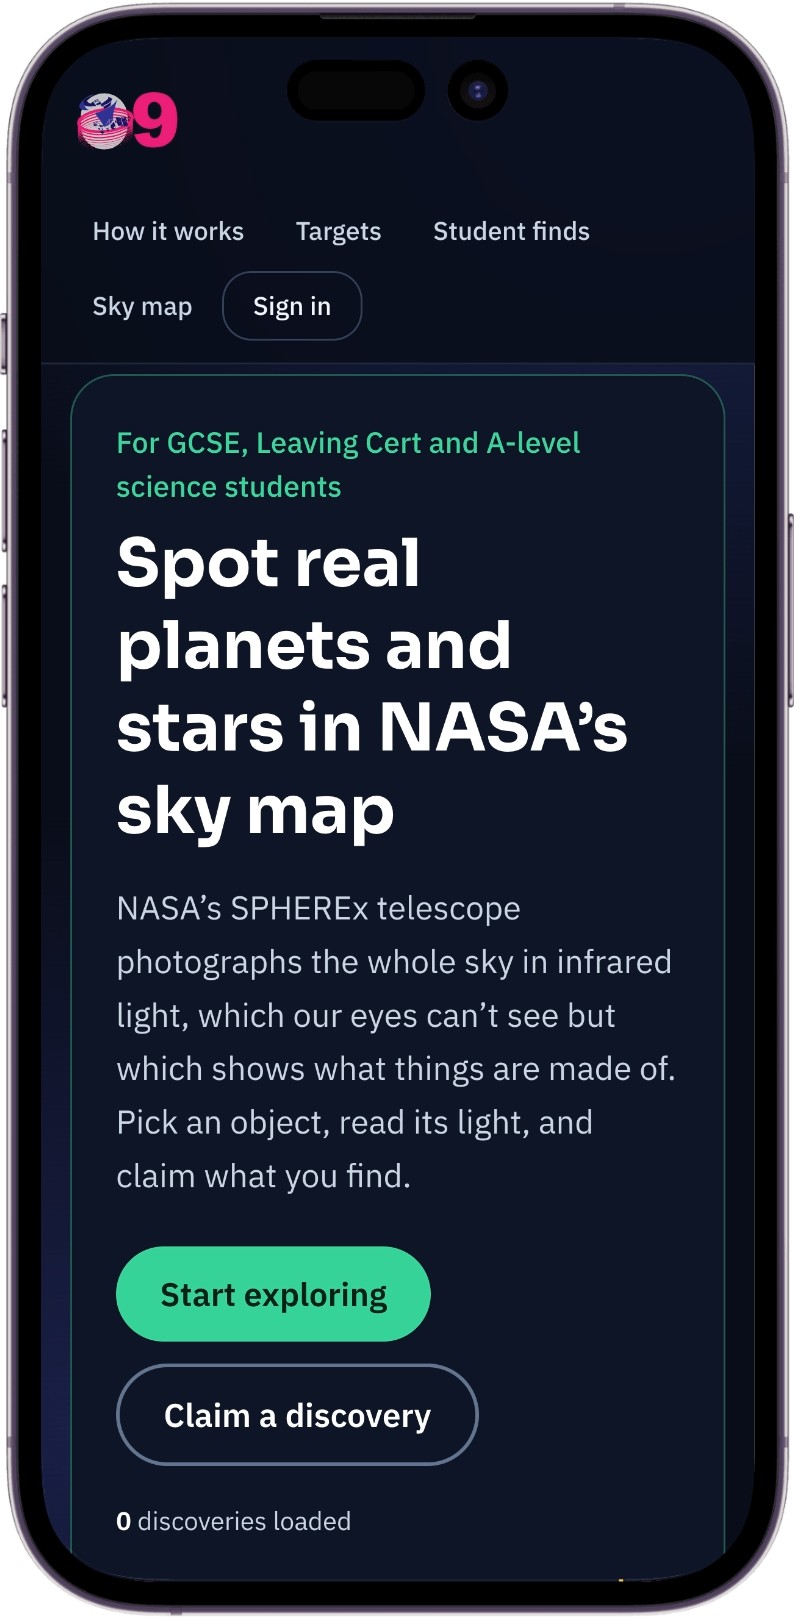 9
How it works Targets Student finds
Sky map Sign in
For GCSE, Leaving Cert and A-level
science students
Spot real
planets and
stars in NASA’s
sky map
NASA’s SPHEREx telescope
photographs the whole sky in infrared
light, which our eyes can’t see but
which shows what things are made of.
Pick an object, read its light, and
claim what you find.
Start exploring
Claim a discovery
0 discoveries loaded